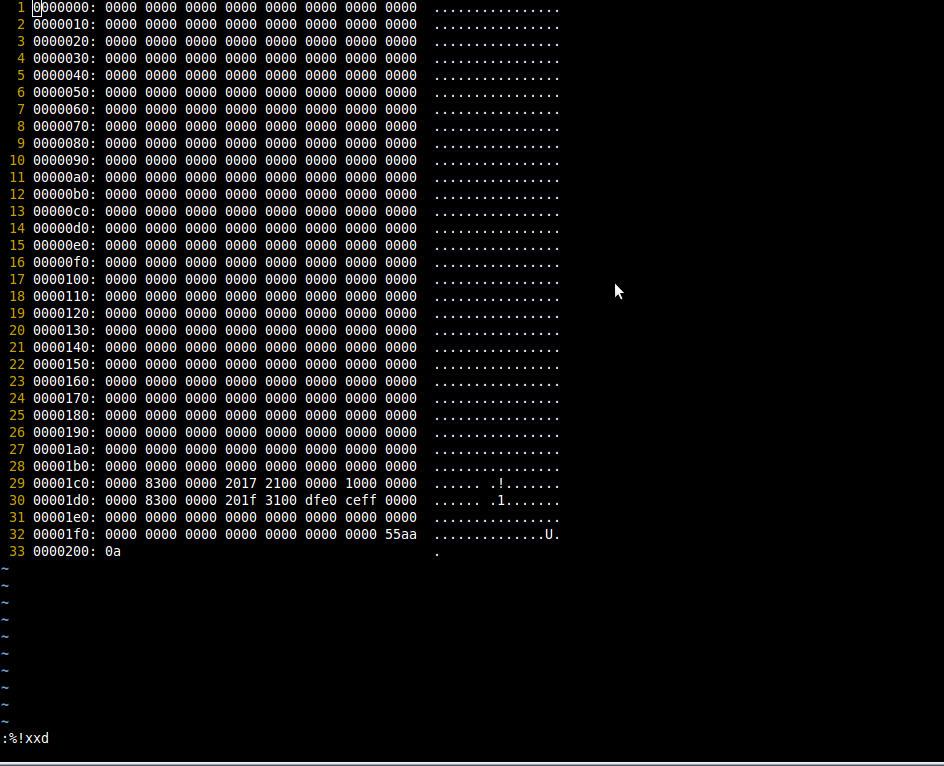 1 0000000: 0000 0000 0000 0000 0000 0000 0000 0000  ................
2 0000010: 0000 0000 0000 0000 0000 0000 0000 0000  ................
3 0000020: 0000 0000 0000 0000 0000 0000 0000 0000  ................
4 0000030: 0000 0000 0000 0000 0000 0000 0000 0000  ................
5 0000040: 0000 0000 0000 0000 0000 0000 0000 0000  ................
6 0000050: 0000 0000 0000 0000 0000 0000 0000 0000  ................
7 0000060: 0000 0000 0000 0000 0000 0000 0000 0000  ................
8 0000070: 0000 0000 0000 0000 0000 0000 0000 0000  ................
9 0000080: 0000 0000 0000 0000 0000 0000 0000 0000  ................
10 0000090: 0000 0000 0000 0000 0000 0000 0000 0000  ................
11 00000a0: 0000 0000 0000 0000 0000 0000 0000 0000  ................
12 00000b0: 0000 0000 0000 0000 0000 0000 0000 0000  ................
13 00000c0: 0000 0000 0000 0000 0000 0000 0000 0000  ................
14 00000d0: 0000 0000 0000 0000 0000 0000 0000 0000  ................
15 00000e0: 0000 0000 0000 0000 0000 0000 0000 0000  ................
16 00000f0: 0000 0000 0000 0000 0000 0000 0000 0000  ................
17 0000100: 0000 0000 0000 0000 0000 0000 0000 0000  ................
18 0000110: 0000 0000 0000 0000 0000 0000 0000 0000  ................
19 0000120: 0000 0000 0000 0000 0000 0000 0000 0000  ................
20 0000130: 0000 0000 0000 0000 0000 0000 0000 0000  ................
21 0000140: 0000 0000 0000 0000 0000 0000 0000 0000  ................
22 0000150: 0000 0000 0000 0000 0000 0000 0000 0000  ................
23 0000160: 0000 0000 0000 0000 0000 0000 0000 0000  ................
24 0000170: 0000 0000 0000 0000 0000 0000 0000 0000  ................
25 0000180: 0000 0000 0000 0000 0000 0000 0000 0000  ................
26 0000190: 0000 0000 0000 0000 0000 0000 0000 0000  ................
27 00001a0: 0000 0000 0000 0000 0000 0000 0000 0000  ................
28 00001b0: 0000 0000 0000 0000 0000 0000 0000 0000  ................
29 00001c0: 0000 8300 0000 2017 2100 0000 1000 0000  ...... .!.......
30 00001d0: 0000 8300 0000 201f 3100 dfe0 ceff 0000  ...... .1.......
31 00001e0: 0000 0000 0000 0000 0000 0000 0000 0000  ................
32 00001f0: 0000 0000 0000 0000 0000 0000 0000 55aa  ..............U.
33 0000200: 0a                                       .
~
~
~
~
~
~
~
~
~
~
:%!xxd